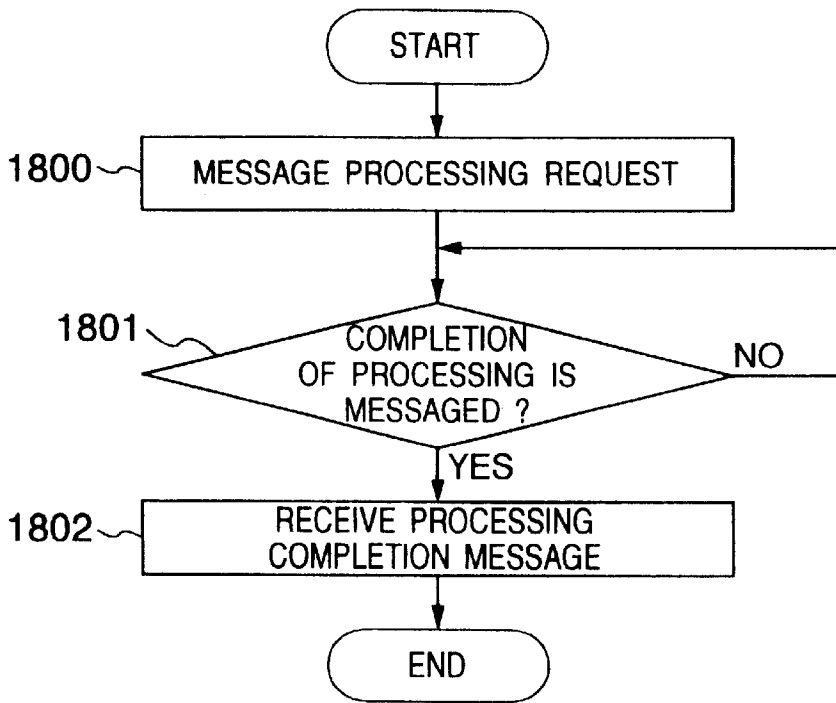 START
1800
MESSAGE PROCESSING REQUEST
1801
COMPLETION
OF PROCESSING IS
MESSAGED ?
NO
YES
1802
RECEIVE PROCESSING
COMPLETION MESSAGE
END